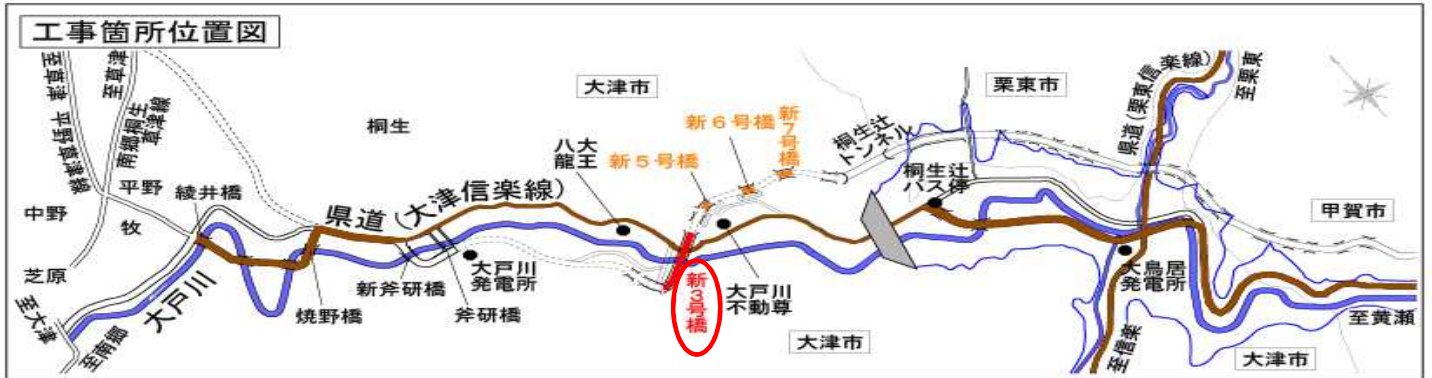 工事箇所位置図
至草津 平野草津線
至草津
南郷桐生
草津線
桐生
大津市
栗東市
県道(栗東信楽線)
至栗東
甲賀市
中野
平野
牧
芝原
綾井橋
県道(大津信楽線)
八大
龍王
新5号橋
新6号橋
新7号橋
桐生辻
トンネル
桐生辻
バス停
至大津
大戸川
至南郷
焼野橋
新斧研橋
大戸川
発電所
斧研橋
新3号橋
大戸川
不動尊
大津市
大鳥居
発電所
至信楽
至黄瀬
大津市